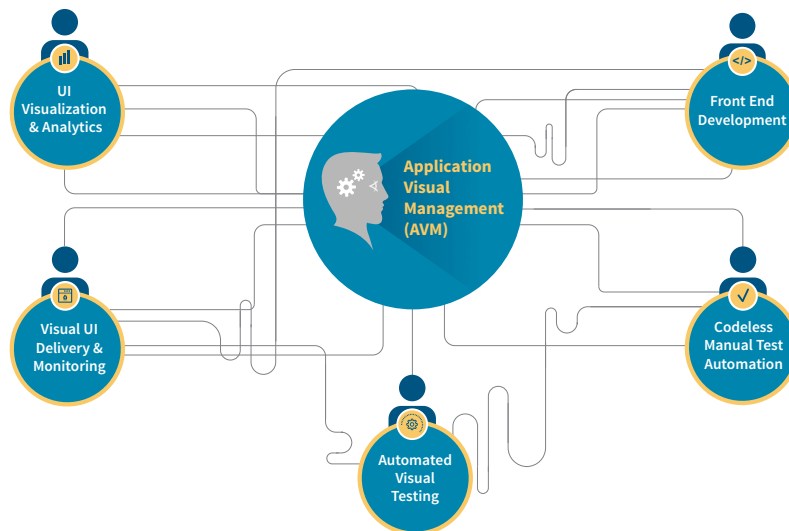 UI
Visualization
& Analytics
</>
Front End
Development
Application
Visual
Management
(AVM)
Visual UI
Delivery &
Monitoring
Codeless
Manual Test
Automation
Automated
Visual
Testing